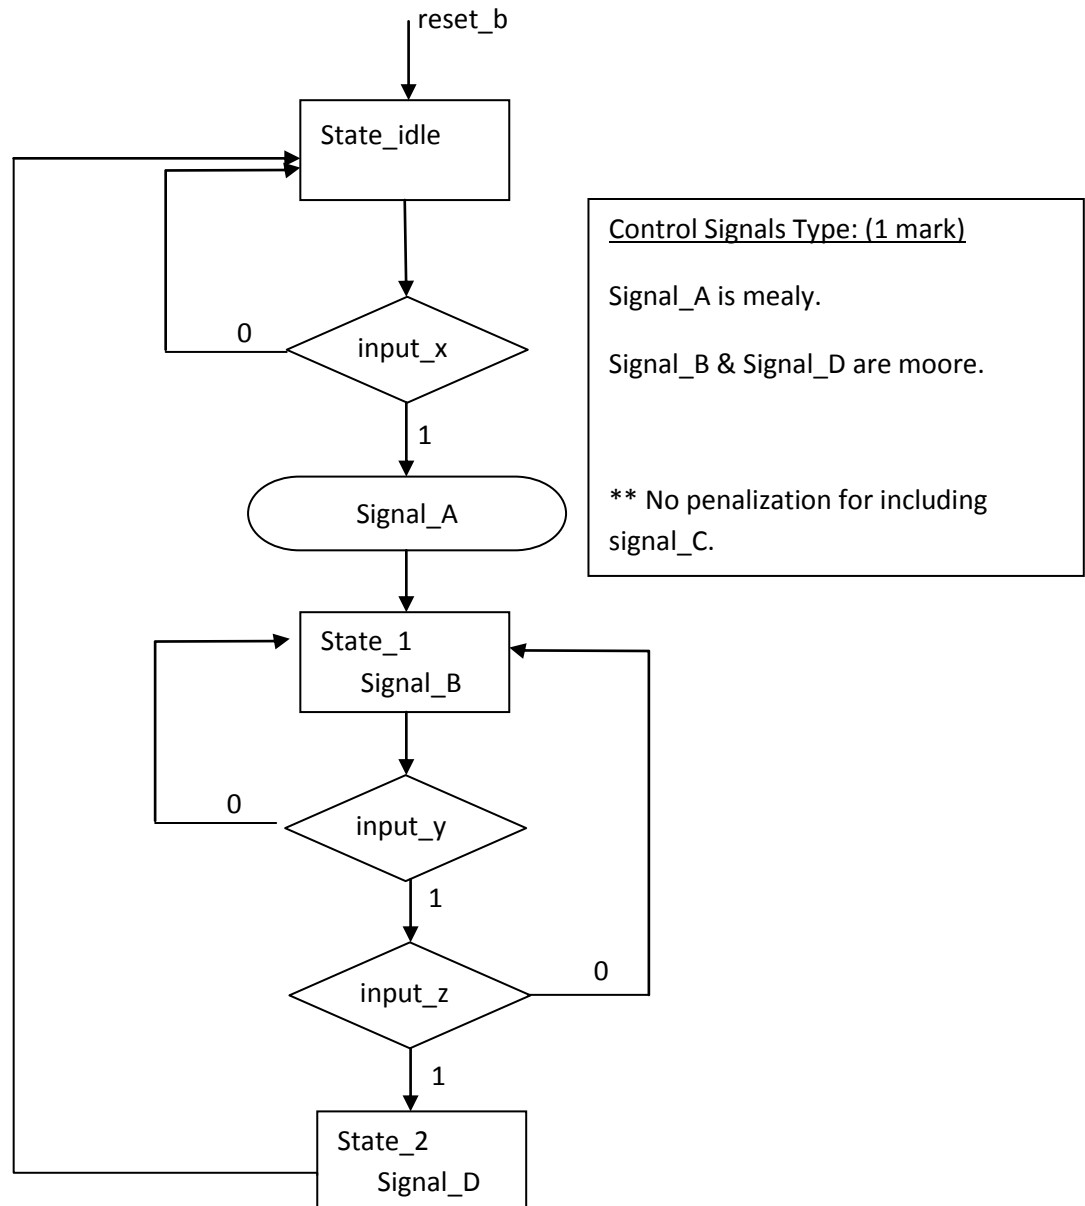 reset_b
State_idle
Control Signals Type: (1 mark)
Signal_A is mealy.
Signal_B & Signal_D are moore.
** No penalization for including
signal_C.
0
input_x
1
Signal_A
State_1
Signal_B
0
input_y
1
input_z
0
1
State_2
Signal_D